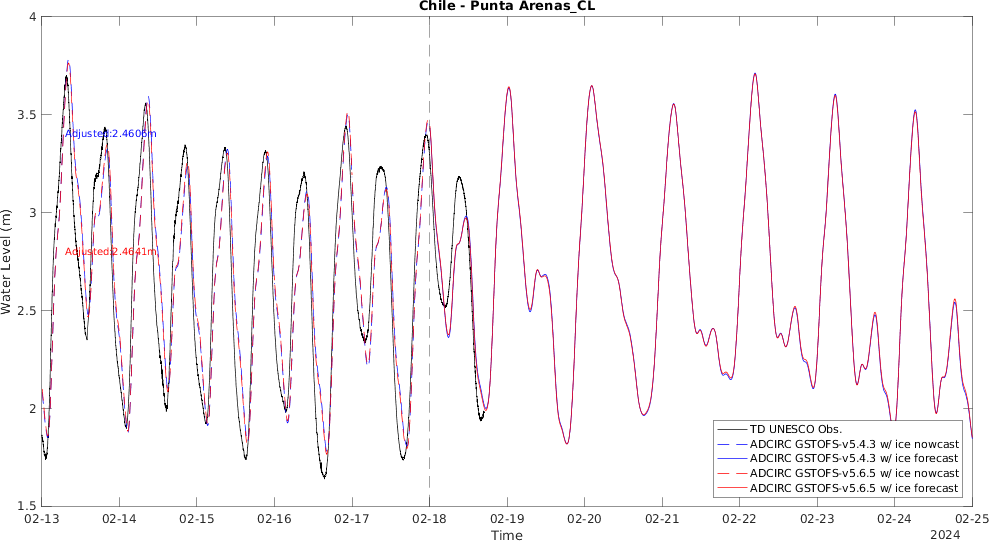 Chile - Punta Arenas_CL
4
3.5
3
2.5
2
1.5
Water Level (m)
Adjusted:2.4605m
Adjusted:2.4641m
TD UNESCO Obs.
ADCIRC GSTOFS-v5.4.3 w/ ice nowcast
ADCIRC GSTOFS-v5.4.3 w/ ice forecast
ADCIRC GSTOFS-v5.6.5 w/ ice nowcast
ADCIRC GSTOFS-v5.6.5 w/ ice forecast
02-13 02-14 02-15 02-16 02-17 02-18 02-19 02-20 02-21 02-22 02-23 02-24 02-25
Time
2024